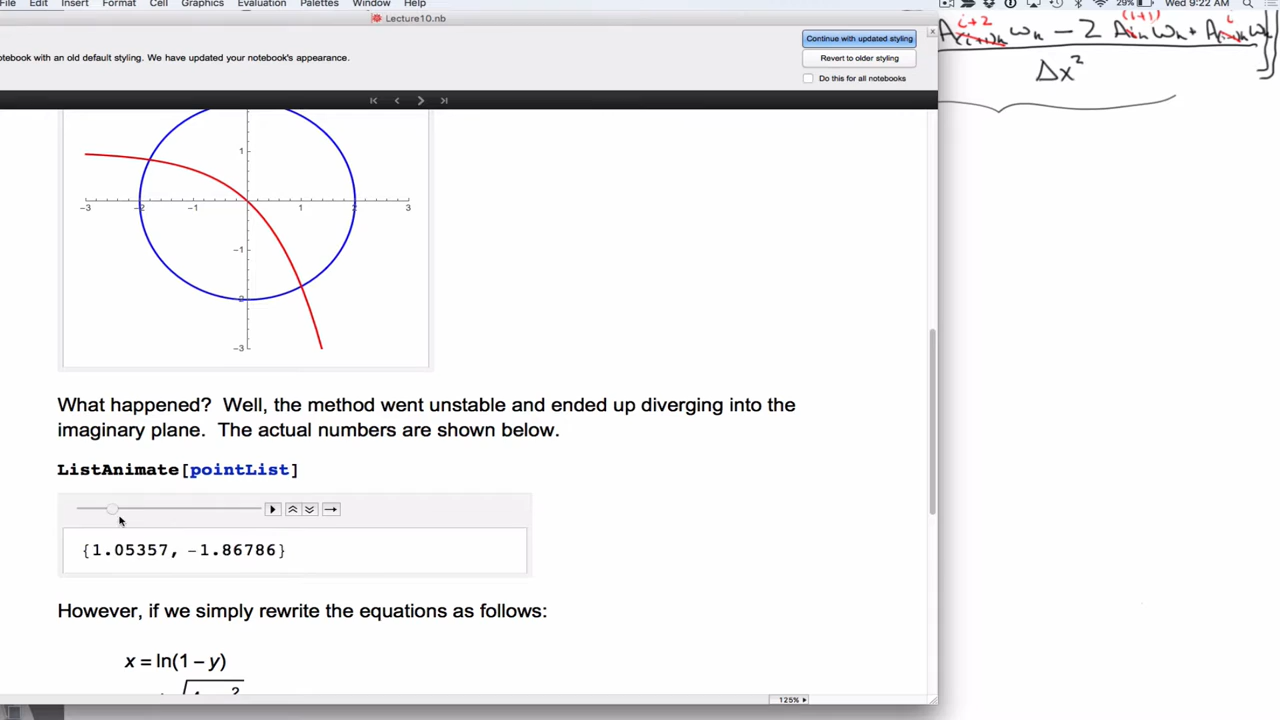 File Edit Insert Format Cell Graphics Evaluation Palettes Window Help
29% Wed 9:22 AM
Lecture10.nb
Continue with updated styling
notebook with an old default styling. We have updated your notebook's appearance.
Revert to older styling
Do this for all notebooks
1
-3 -2 -1 1 2 3
-1
-2
-3
What happened? Well, the method went unstable and ended up diverging into the
imaginary plane. The actual numbers are shown below.
ListAnimate[pointList]
{1.05357, -1.86786}
However, if we simply rewrite the equations as follows:
x = ln(1 – y)
125%
Δx²